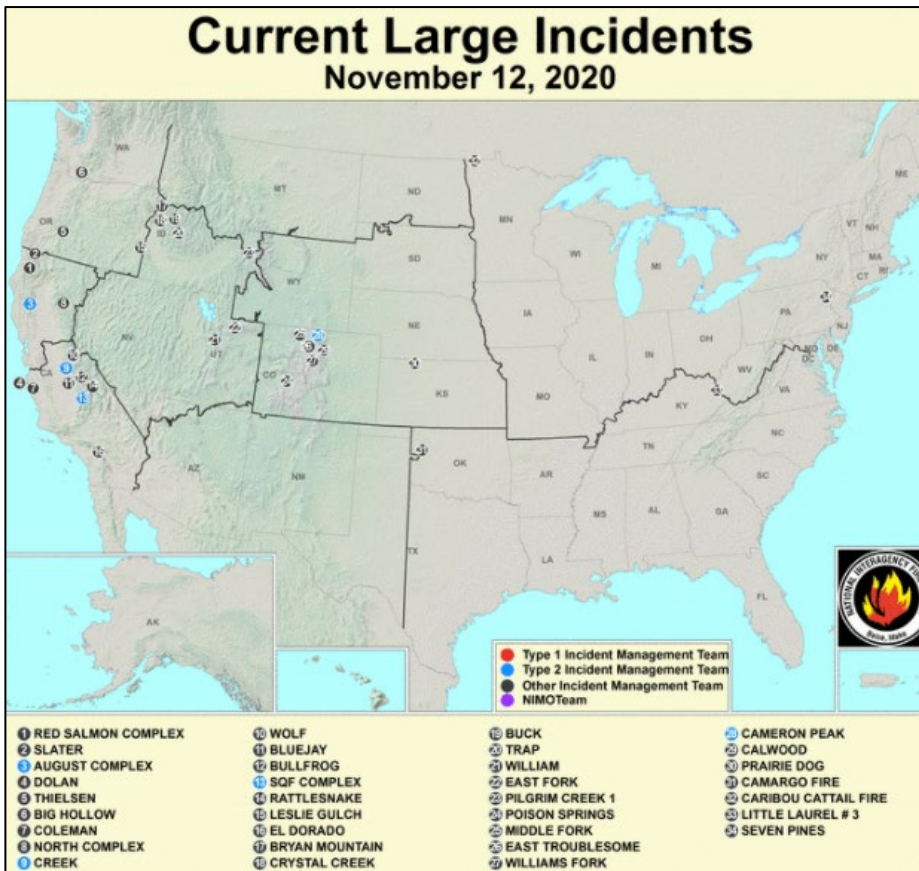 Current Large Incidents
November 12, 2020
WA
MT
ND
MN
ME
OR
ID
SD
WI
MI
VT
NH
NY
MA
CT
RI
WY
NE
IA
PA
NJ
NV
UT
IL
IN
OH
MD
DE
DC
WV
CA
CO
KS
MO
KY
VA
AZ
NM
OK
AR
TN
NC
SC
MS
AL
GA
TX
LA
FL
AK
NATIONAL INTERAGENCY FIRE
Boise, Idaho
Type 1 Incident Management Team
Type 2 Incident Management Team
Other Incident Management Team
NIMOTeam
1 RED SALMON COMPLEX
2 SLATER
3 AUGUST COMPLEX
4 DOLAN
5 THIELSEN
6 BIG HOLLOW
7 COLEMAN
8 NORTH COMPLEX
9 CREEK
10 WOLF
11 BLUEJAY
12 BULLFROG
13 SQF COMPLEX
14 RATTLESNAKE
15 LESLIE GULCH
16 EL DORADO
17 BRYAN MOUNTAIN
18 CRYSTAL CREEK
19 BUCK
20 TRAP
21 WILLIAM
22 EAST FORK
23 PILGRIM CREEK 1
24 POISON SPRINGS
25 MIDDLE FORK
26 EAST TROUBLESOME
27 WILLIAMS FORK
28 CAMERON PEAK
29 CALWOOD
30 PRAIRIE DOG
31 CAMARGO FIRE
32 CARIBOU CATTAIL FIRE
33 LITTLE LAUREL # 3
34 SEVEN PINES